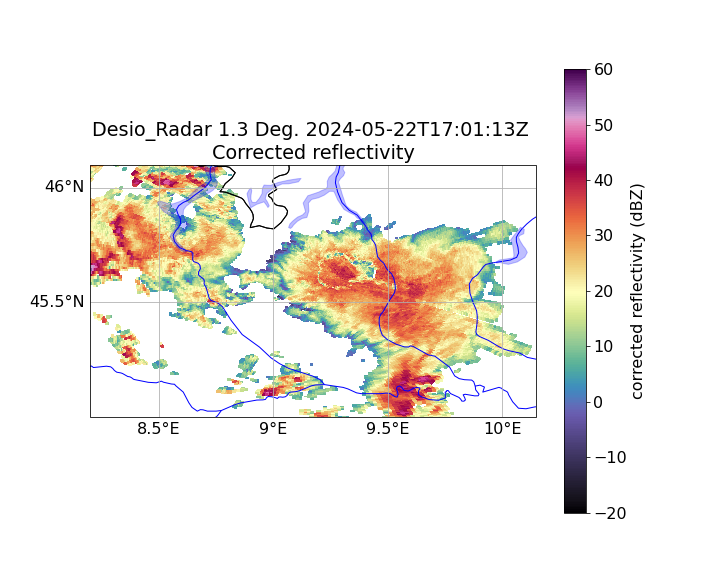 Desio_Radar 1.3 Deg. 2024-05-22T17:01:13Z
Corrected reflectivity
46°N
45.5°N
8.5°E
9°E
9.5°E
10°E
60
50
40
30
20
10
0
−10
−20
corrrected reflectivity (dBZ)